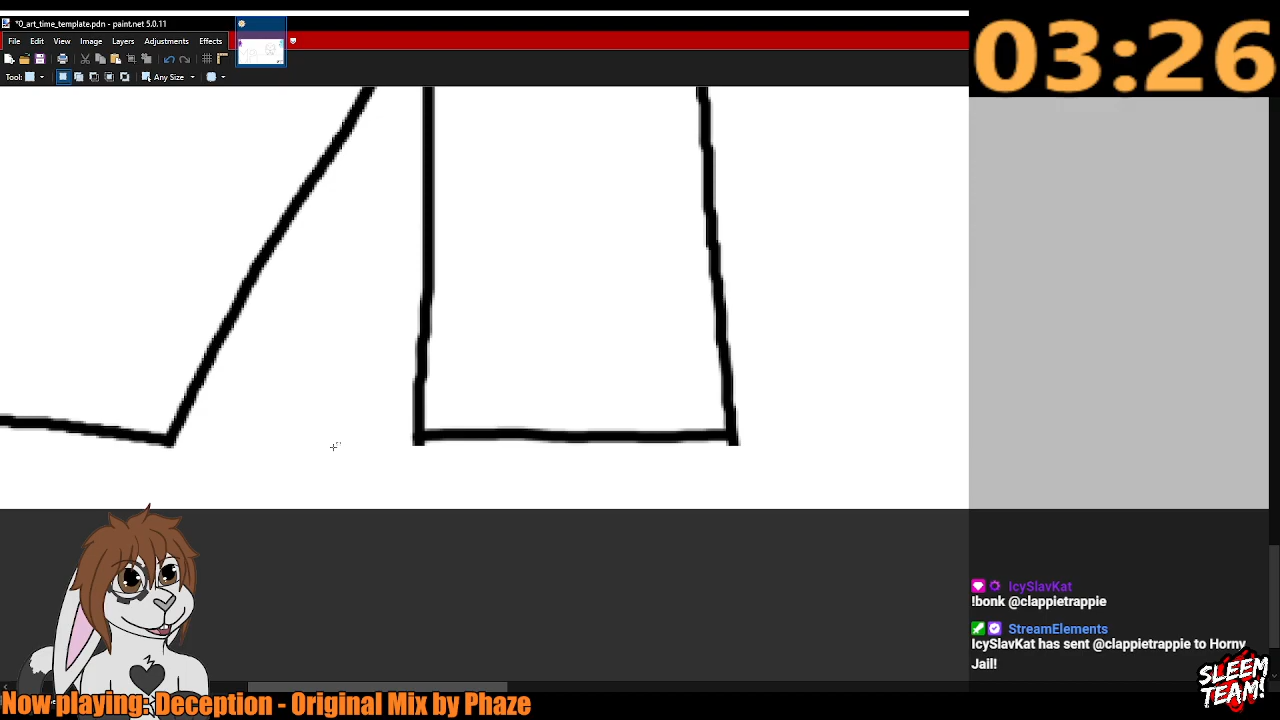 *0_art_time_template.pdn - paint.net 5.0.11
03:26
File Edit View Image Layers Adjustments Effects
Tool: Any Size
IcySlavKat
!bonk @clappietrappie
StreamElements
IcySlavKat has sent @clappietrappie to Horny
Jail!
SLEEM
TEAM!
Now playing: Deception - Original Mix by Phaze